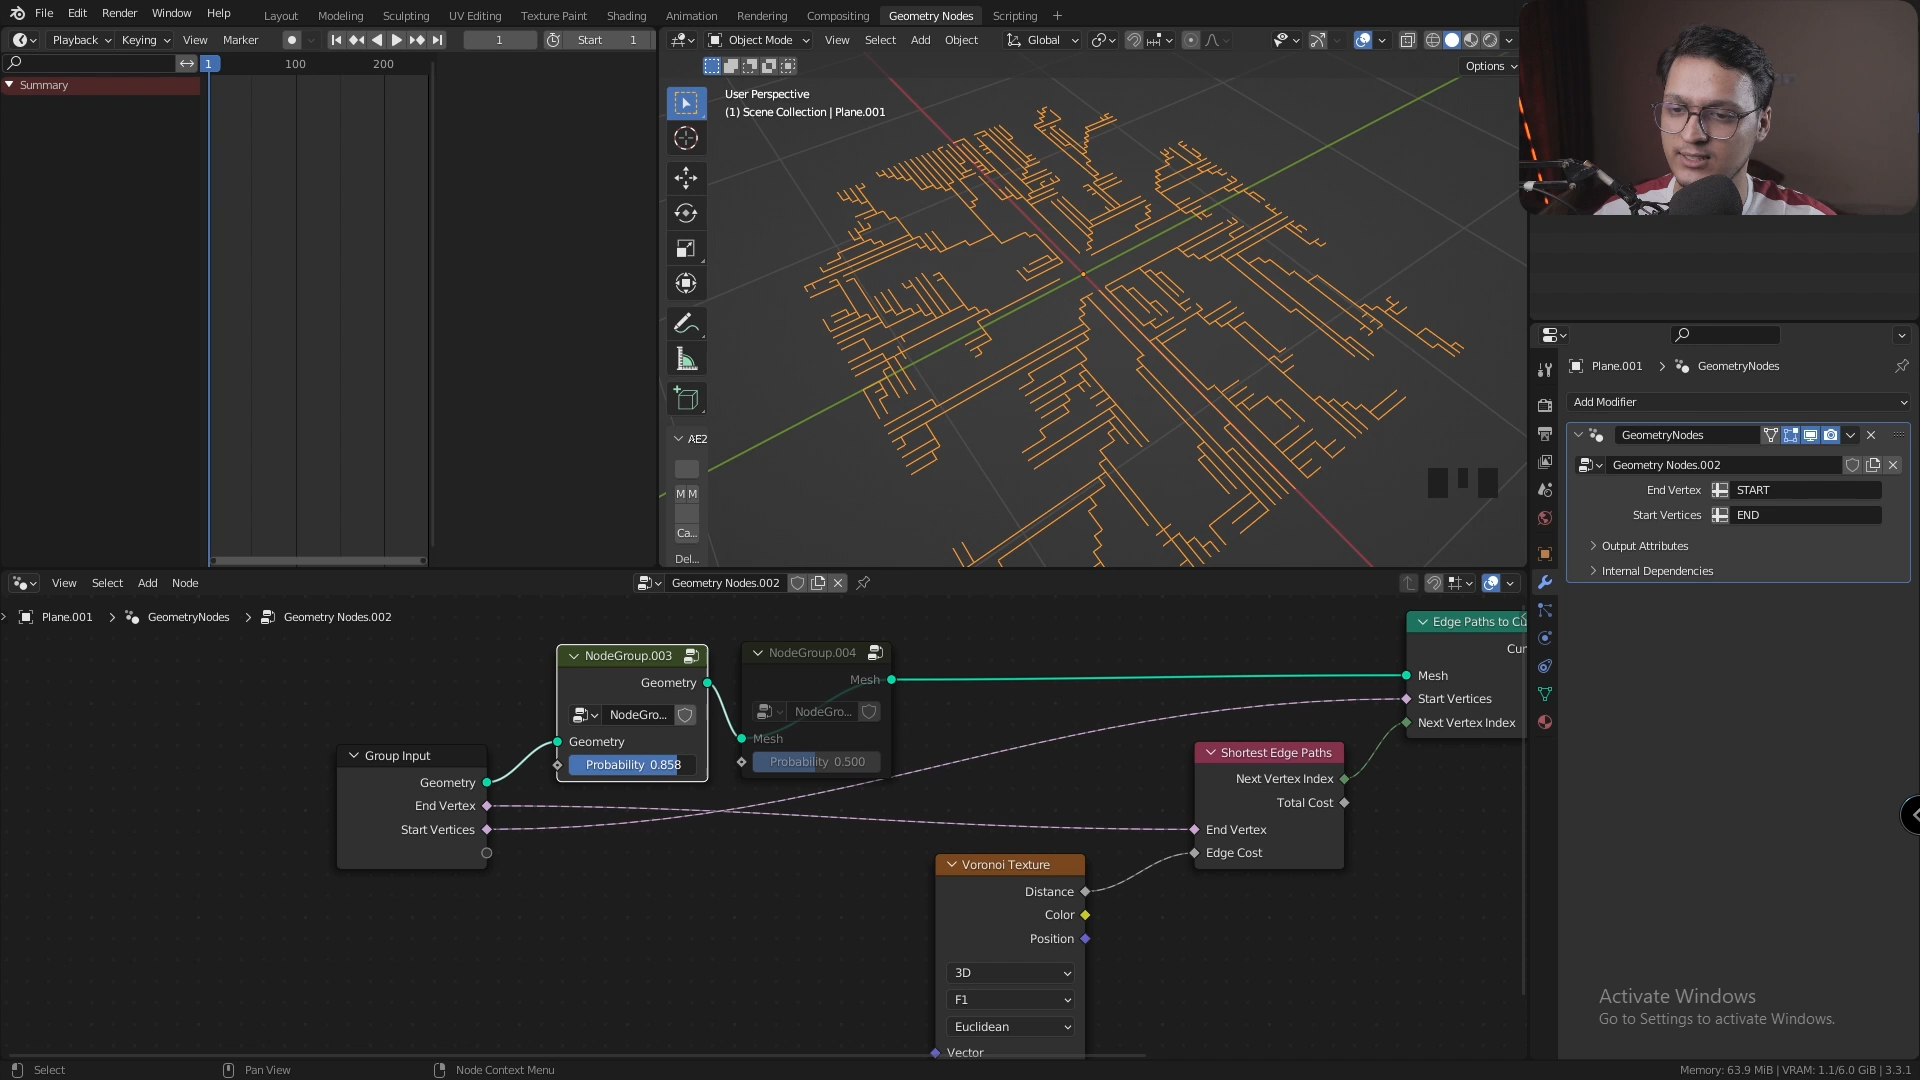 File Edit Render Window Help
Layout Modeling Sculpting UV Editing Texture Paint Shading Animation Rendering Compositing Geometry Nodes Scripting +
Playback Keying View Marker 1 Start 1
Object Mode View Select Add Object Global
1 100 200
Options
Summary
User Perspective
(1) Scene Collection | Plane.001
AE2
M M
Ca...
Del...
Plane.001 > GeometryNodes
Add Modifier
GeometryNodes
Geometry Nodes.002
End Vertex START
Start Vertices END
Output Attributes
Internal Dependencies
View Select Add Node Geometry Nodes.002
Plane.001 > GeometryNodes > Geometry Nodes.002
Group Input
Geometry
End Vertex
Start Vertices
NodeGroup.003
Geometry
NodeGro...
Geometry
Probability 0.858
NodeGroup.004
Mesh
NodeGro...
Mesh
Probability 0.500
Voronoi Texture
Distance
Color
Position
3D
F1
Euclidean
Vector
Shortest Edge Paths
Next Vertex Index
Total Cost
End Vertex
Edge Cost
Edge Paths to Cu
Cur
Mesh
Start Vertices
Next Vertex Index
Activate Windows
Go to Settings to activate Windows.
Select Pan View Node Context Menu Memory: 63.9 MiB | VRAM: 1.1/6.0 GiB | 3.3.1